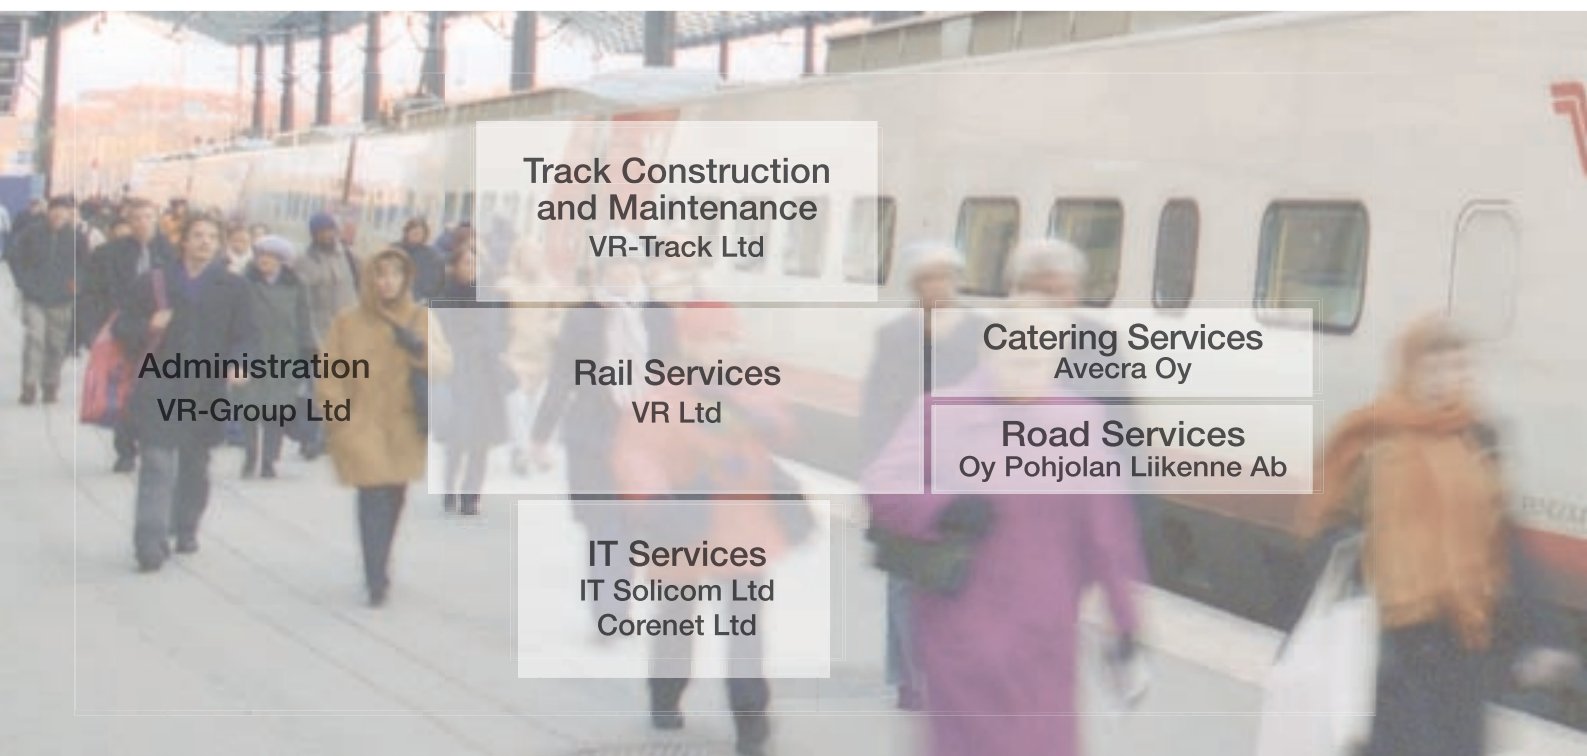 Track Construction
and Maintenance
VR-Track Ltd
Administration
VR-Group Ltd
Rail Services
VR Ltd
Catering Services
Avecra Oy
Road Services
Oy Pohjolan Liikenne Ab
IT Services
IT Solicom Ltd
Corenet Ltd